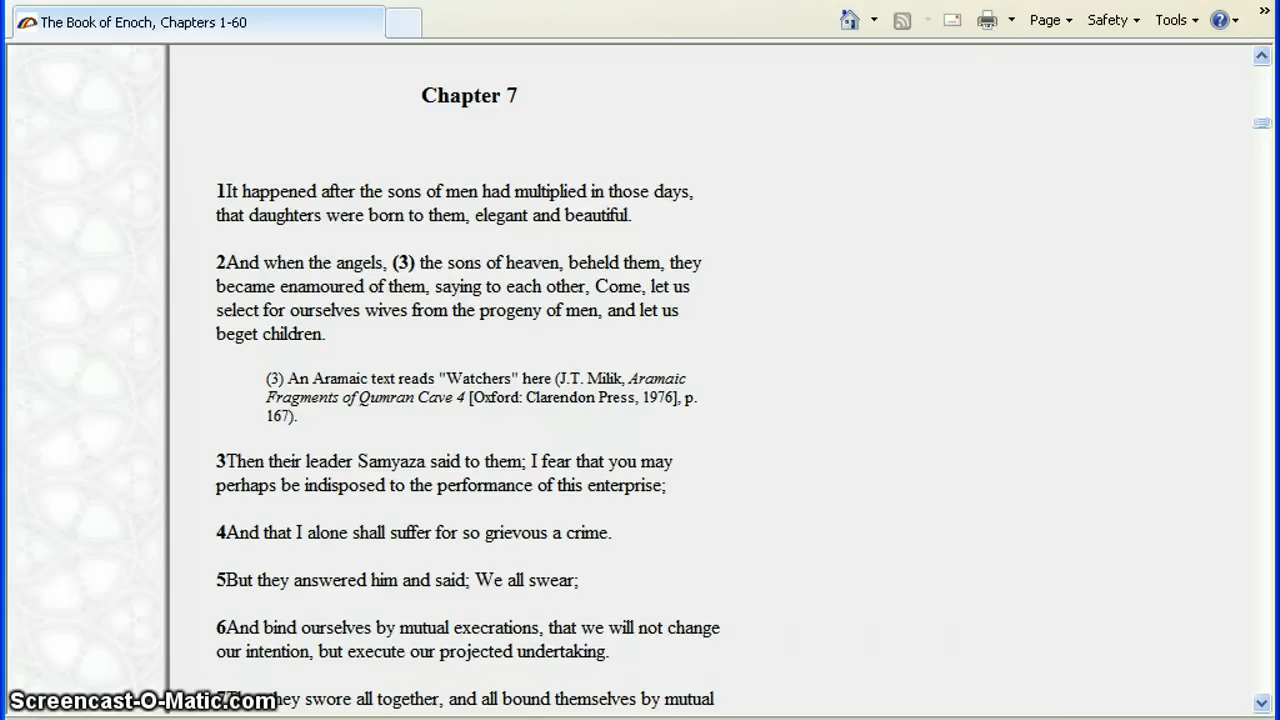 The Book of Enoch, Chapters 1-60
Page
Safety
Tools
Chapter 7
1It happened after the sons of men had multiplied in those days,
that daughters were born to them, elegant and beautiful.
2And when the angels, (3) the sons of heaven, beheld them, they
became enamoured of them, saying to each other, Come, let us
select for ourselves wives from the progeny of men, and let us
beget children.
(3) An Aramaic text reads "Watchers" here (J.T. Milik, Aramaic
Fragments of Qumran Cave 4 [Oxford: Clarendon Press, 1976], p.
167).
3Then their leader Samyaza said to them; I fear that you may
perhaps be indisposed to the performance of this enterprise;
4And that I alone shall suffer for so grievous a crime.
5But they answered him and said; We all swear;
6And bind ourselves by mutual execrations, that we will not change
our intention, but execute our projected undertaking.
they swore all together, and all bound themselves by mutual
Screencast-O-Matic.com